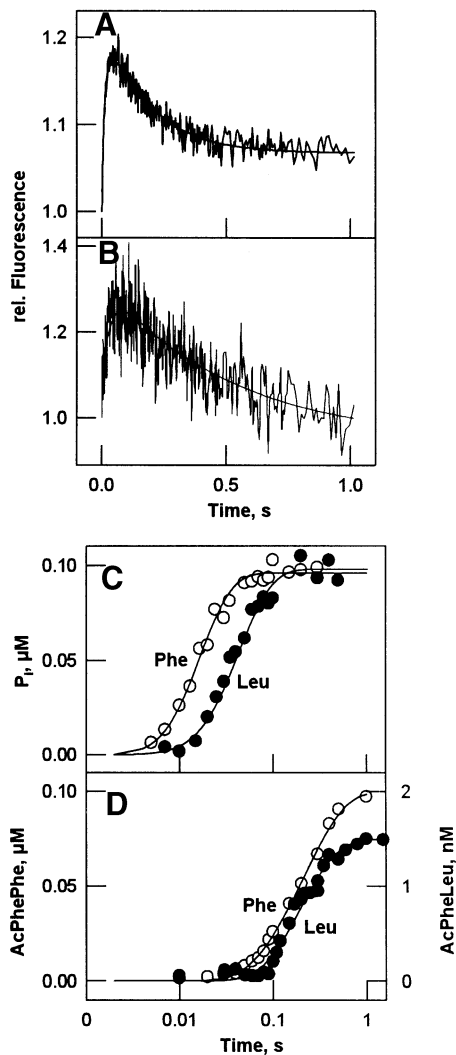 A
1.2
1.1
1.0
rel. Fluorescence
B
1.4
1.2
1.0
0.0 0.5 1.0
Time, s
C
0.10
0.05
0.00
Pi, µM
Phe
Leu
D
0.10
0.05
0.00
AcPhePhe, µM
2
1
0
AcPheLeu, nM
Phe
Leu
0 0.01 0.1 1
Time, s